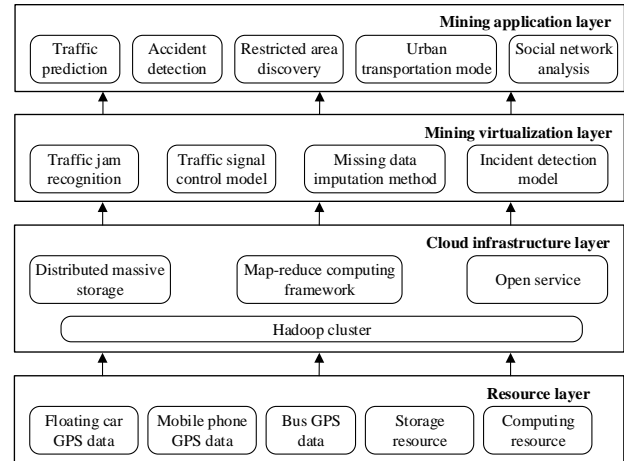 Mining application layer
Traffic
prediction
Accident
detection
Restricted area
discovery
Urban
transportation mode
Social network
analysis
Mining virtualization layer
Traffic jam
recognition
Traffic signal
control model
Missing data
imputation method
Incident detection
model
Cloud infrastructure layer
Distributed massive
storage
Map-reduce computing
framework
Open service
Hadoop cluster
Resource layer
Floating car
GPS data
Mobile phone
GPS data
Bus GPS
data
Storage
resource
Computing
resource